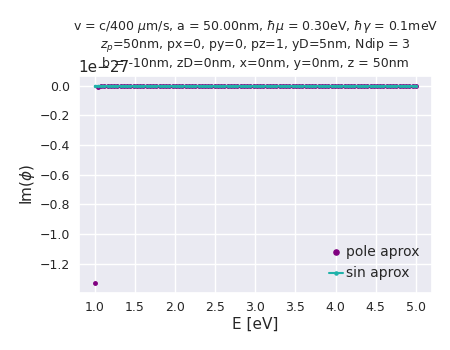 v = c/400 μm/s, a = 50.00nm, ℏμ = 0.30eV, ℏγ = 0.1meV
z_p=50nm, px=0, py=0, pz=1, yD=5nm, Ndip = 3
b = -10nm, zD=0nm, x=0nm, y=0nm, z = 50nm
1e−27
0.0
−0.2
−0.4
−0.6
−0.8
−1.0
−1.2
Im(ϕ)
pole aprox
sin aprox
1.0 1.5 2.0 2.5 3.0 3.5 4.0 4.5 5.0
E [eV]